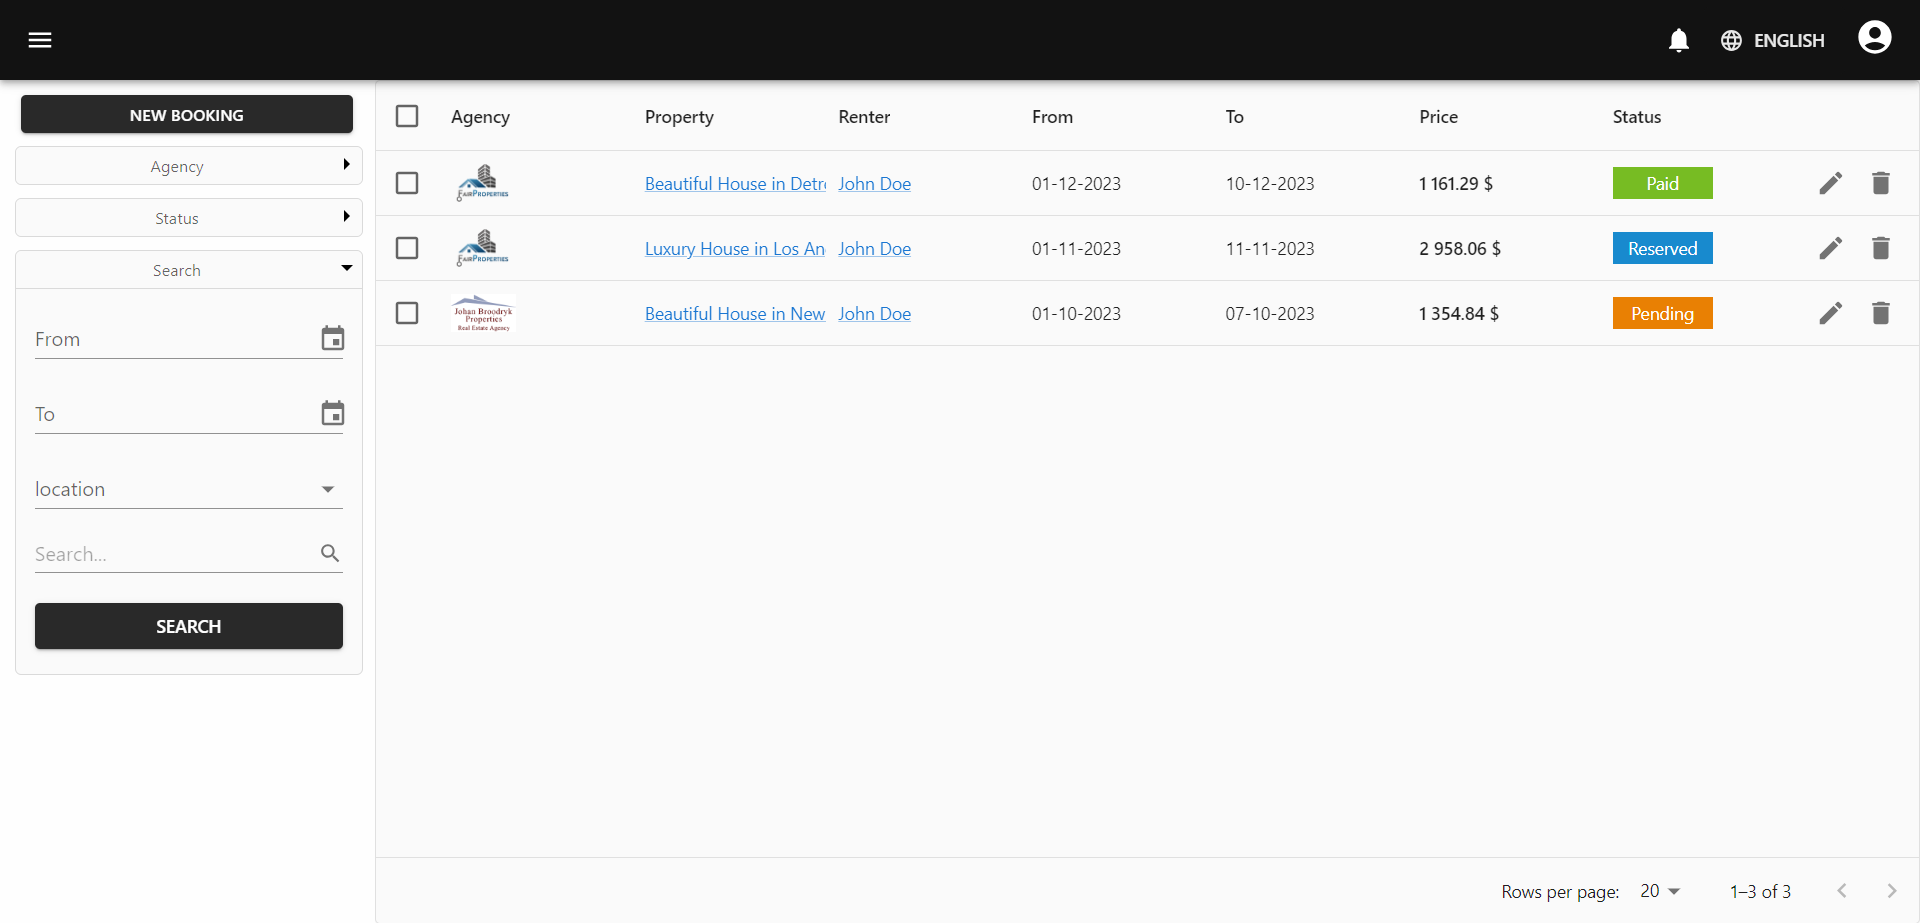 ENGLISH
NEW BOOKING
Agency
Status
Search
From
To
location
Search...
SEARCH
Agency Property Renter From To Price Status
FAIRPROPERTIES Beautiful House in Detr John Doe 01-12-2023 10-12-2023 1 161.29 $ Paid
FAIRPROPERTIES Luxury House in Los An John Doe 01-11-2023 11-11-2023 2 958.06 $ Reserved
Johan Broodryk
Properties
Real Estate Agency
Beautiful House in New John Doe 01-10-2023 07-10-2023 1 354.84 $ Pending
Rows per page: 20 1–3 of 3